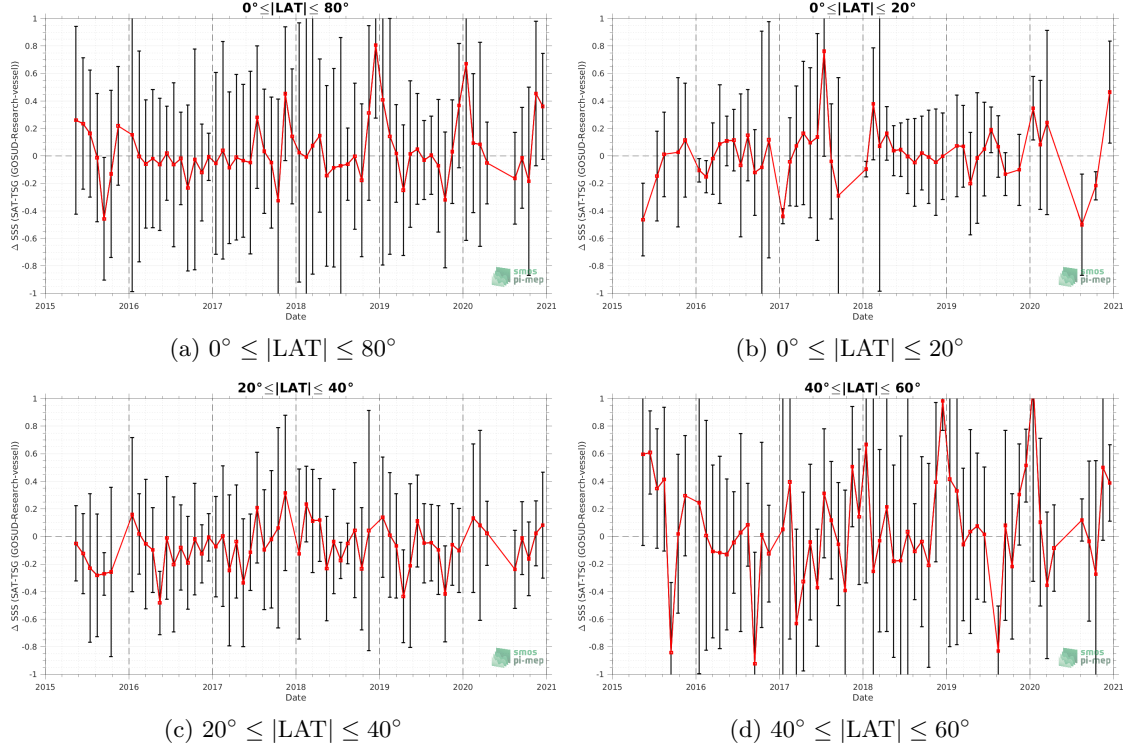 0°≤|LAT|≤ 80°
Δ SSS (SAT-TSG (GOSUD-Research-vessel))
1
0.8
0.6
0.4
0.2
0
-0.2
-0.4
-0.6
-0.8
-1
2015 2016 2017 2018 2019 2020 2021
Date
smos
pi-mep
(a) 0° ≤ |LAT| ≤ 80°
0°≤|LAT|≤ 20°
Δ SSS (SAT-TSG (GOSUD-Research-vessel))
1
0.8
0.6
0.4
0.2
0
-0.2
-0.4
-0.6
-0.8
-1
2015 2016 2017 2018 2019 2020 2021
Date
smos
pi-mep
(b) 0° ≤ |LAT| ≤ 20°
20°≤|LAT|≤ 40°
Δ SSS (SAT-TSG (GOSUD-Research-vessel))
1
0.8
0.6
0.4
0.2
0
-0.2
-0.4
-0.6
-0.8
-1
2015 2016 2017 2018 2019 2020 2021
Date
smos
pi-mep
(c) 20° ≤ |LAT| ≤ 40°
40°≤|LAT|≤ 60°
Δ SSS (SAT-TSG (GOSUD-Research-vessel))
1
0.8
0.6
0.4
0.2
0
-0.2
-0.4
-0.6
-0.8
-1
2015 2016 2017 2018 2019 2020 2021
Date
smos
pi-mep
(d) 40° ≤ |LAT| ≤ 60°